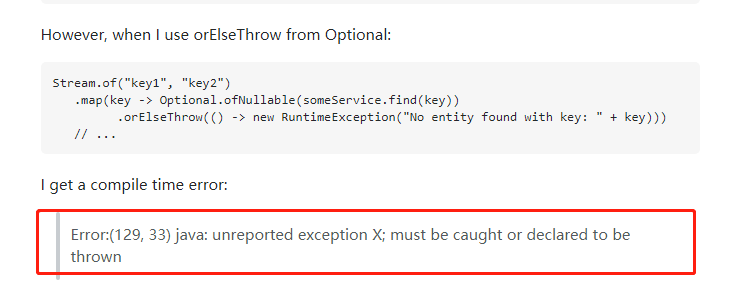 However, when I use orElseThrow from Optional:
Stream.of("key1", "key2")
.map(key -> Optional.ofNullable(someService.find(key))
.orElseThrow(() -> new RuntimeException("No entity found with key: " + key)))
// ...
I get a compile time error:
Error:(129, 33) java: unreported exception X; must be caught or declared to be
thrown